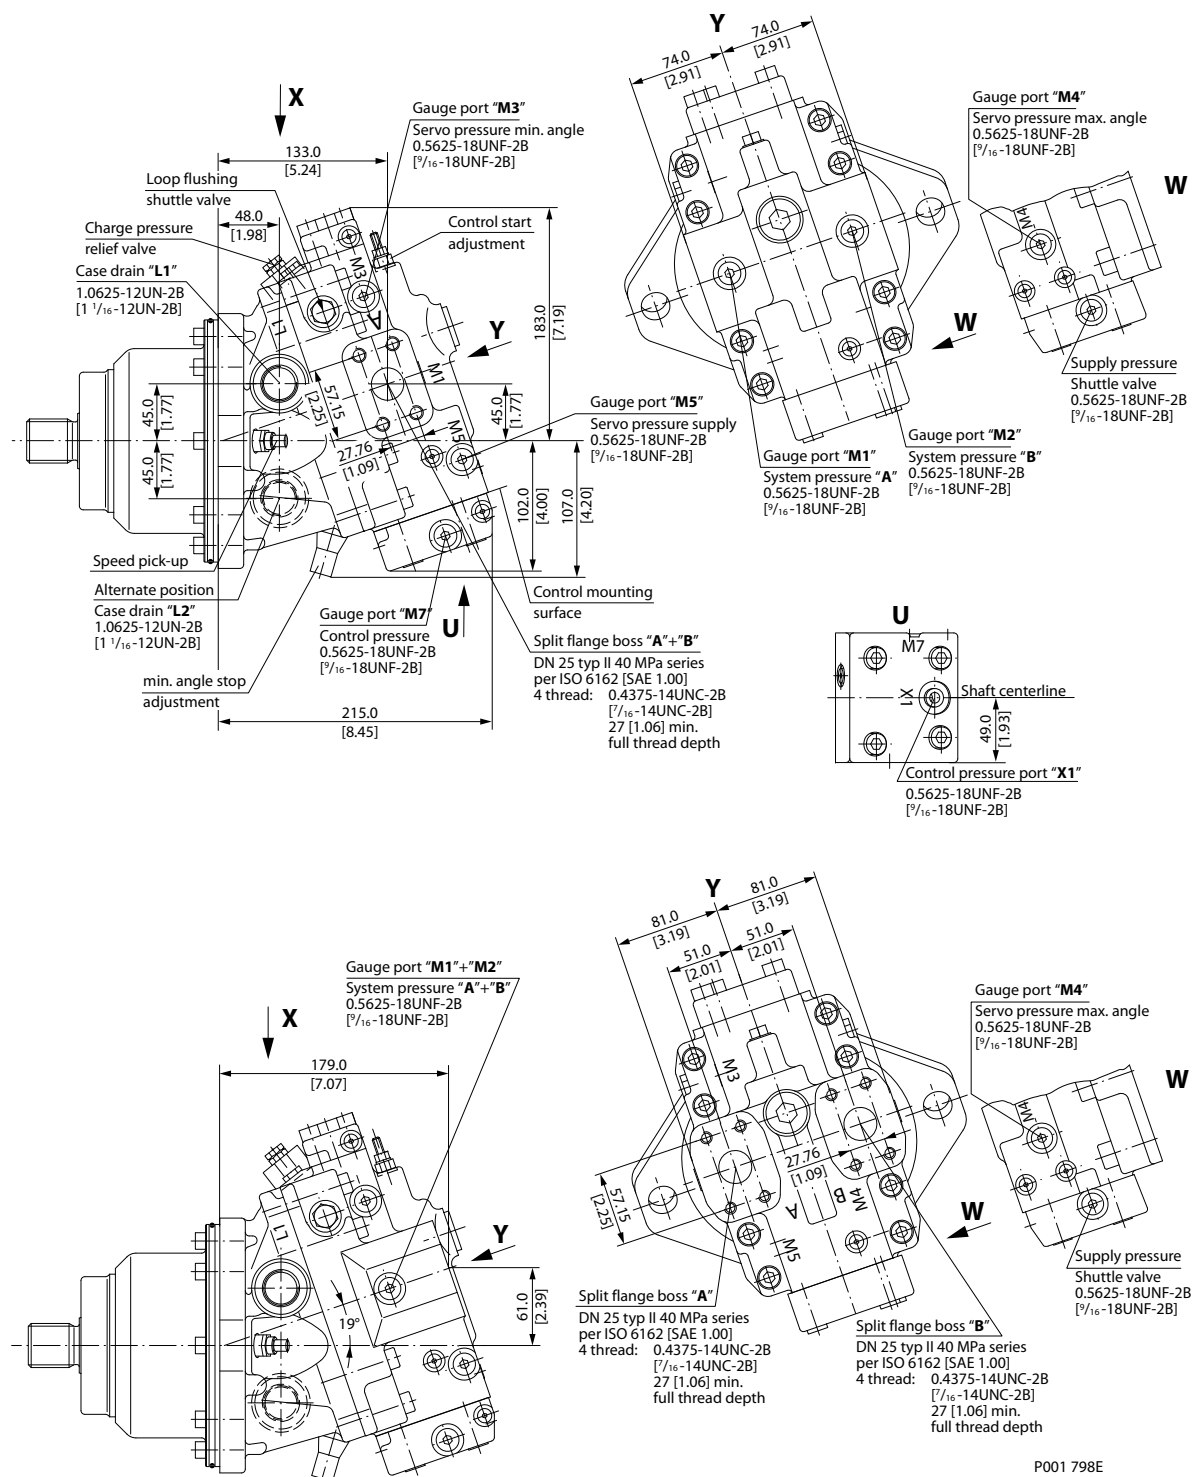 Y
74.0
[2.91]
74.0
[2.91]
X
Gauge port “M3”
Servo pressure min. angle
0.5625-18UNF-2B
[9/16-18UNF-2B]
133.0
[5.24]
Loop flushing
shuttle valve
48.0
[1.98]
Charge pressure
relief valve
Case drain “L1”
1.0625-12UN-2B
[1 1/16-12UN-2B]
Control start
adjustment
L1
M3
A
M1
M5
Y
183.0
[7.19]
57.15
[2.25]
45.0
[1.77]
45.0
[1.77]
45.0
[1.77]
27.76
[1.09]
102.0
[4.00]
107.0
[4.20]
Gauge port “M5”
Servo pressure supply
0.5625-18UNF-2B
[9/16-18UNF-2B]
Speed pick-up
Alternate position
Case drain “L2”
1.0625-12UN-2B
[1 1/16-12UN-2B]
min. angle stop
adjustment
Gauge port “M7”
Control pressure
0.5625-18UNF-2B
[9/16-18UNF-2B]
U
Control mounting
surface
Split flange boss “A”+”B”
DN 25 typ II 40 MPa series
per ISO 6162 [SAE 1.00]
4 thread: 0.4375-14UNC-2B
[7/16-14UNC-2B]
27 [1.06] min.
full thread depth
215.0
[8.45]
W
Gauge port “M1”
System pressure “A”
0.5625-18UNF-2B
[9/16-18UNF-2B]
Gauge port “M2”
System pressure “B”
0.5625-18UNF-2B
[9/16-18UNF-2B]
Gauge port “M4”
Servo pressure max. angle
0.5625-18UNF-2B
[9/16-18UNF-2B]
W
M4
Supply pressure
Shuttle valve
0.5625-18UNF-2B
[9/16-18UNF-2B]
U
M7
X1
Shaft centerline
49.0
[1.93]
Control pressure port “X1”
0.5625-18UNF-2B
[9/16-18UNF-2B]
Gauge port “M1”+”M2”
System pressure “A”+”B”
0.5625-18UNF-2B
[9/16-18UNF-2B]
X
179.0
[7.07]
L1
Y
61.0
[2.39]
19°
Y
81.0
[3.19]
81.0
[3.19]
51.0
[2.01]
51.0
[2.01]
M3
27.76
[1.09]
57.15
[2.25]
A
B
M4
M5
W
Split flange boss “A”
DN 25 typ II 40 MPa series
per ISO 6162 [SAE 1.00]
4 thread: 0.4375-14UNC-2B
[7/16-14UNC-2B]
27 [1.06] min.
full thread depth
Split flange boss “B”
DN 25 typ II 40 MPa series
per ISO 6162 [SAE 1.00]
4 thread: 0.4375-14UNC-2B
[7/16-14UNC-2B]
27 [1.06] min.
full thread depth
Gauge port “M4”
Servo pressure max. angle
0.5625-18UNF-2B
[9/16-18UNF-2B]
W
M4
Supply pressure
Shuttle valve
0.5625-18UNF-2B
[9/16-18UNF-2B]
P001 798E